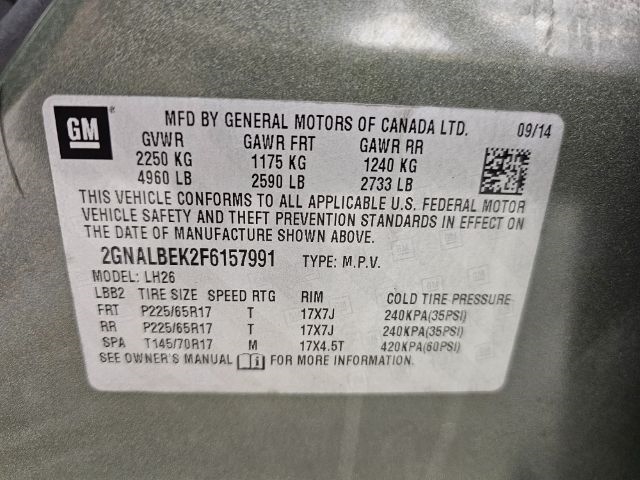 GM ® MFD BY GENERAL MOTORS OF CANADA LTD. 09/14
GVWR GAWR FRT GAWR RR
2250 KG 1175 KG 1240 KG
4960 LB 2590 LB 2733 LB
THIS VEHICLE CONFORMS TO ALL APPLICABLE U.S. FEDERAL MOTOR
VEHICLE SAFETY AND THEFT PREVENTION STANDARDS IN EFFECT ON
THE DATE OF MANUFACTURE SHOWN ABOVE.
2GNALBEK2F6157991 TYPE: M.P.V.
MODEL: LH26
LBB2 TIRE SIZE SPEED RTG RIM COLD TIRE PRESSURE
FRT P225/65R17 T 17X7J 240KPA(35PSI)
RR P225/65R17 T 17X7J 240KPA(35PSI)
SPA T145/70R17 M 17X4.5T 420KPA(60PSI)
SEE OWNER'S MANUAL FOR MORE INFORMATION.